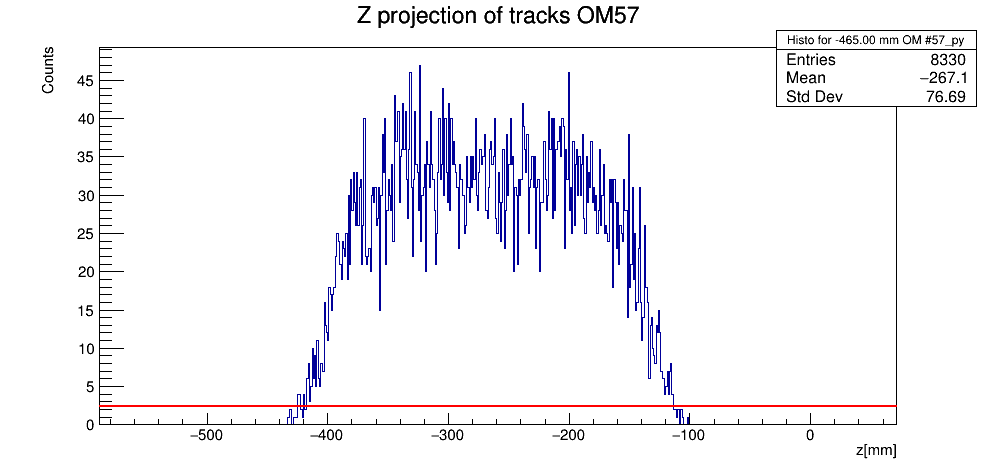 Z projection of tracks OM57
Histo for -465.00 mm OM #57_py
Entries 8330
Mean −267.1
Std Dev 76.69
Counts
45
40
35
30
25
20
15
10
5
0
−500 −400 −300 −200 −100 0
z[mm]